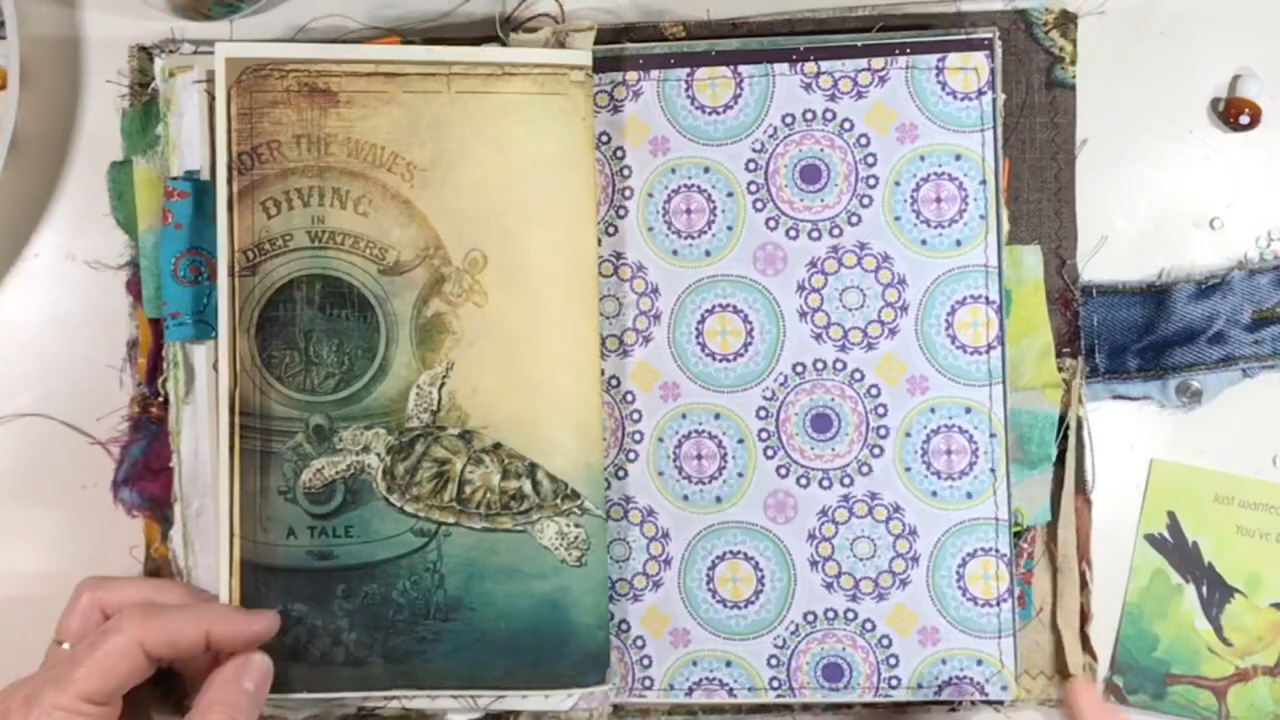 DER THE WAVES,
DIVING
IN
DEEP WATERS.
A TALE.
Just wanted
You've